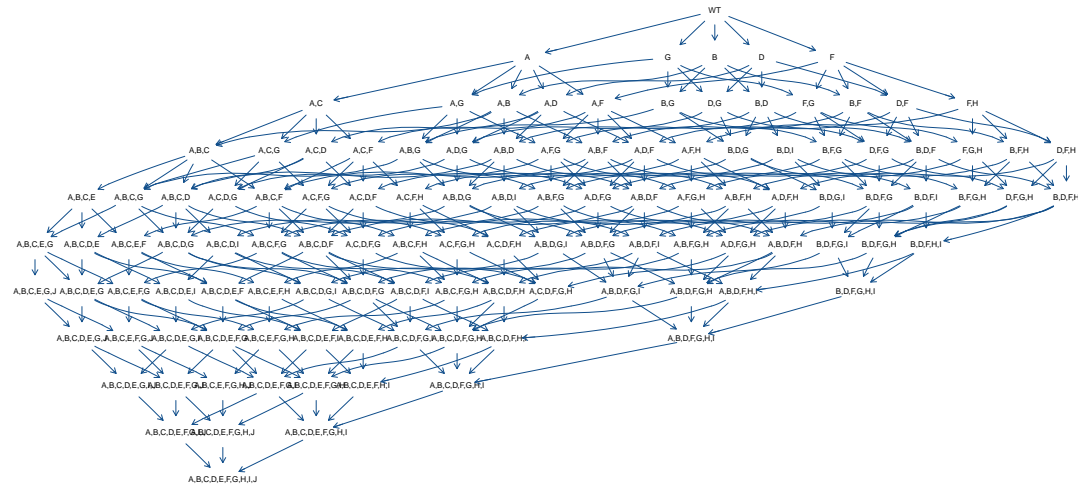 WT
A G B D F
A,C A,G A,B A,D A,F B,G D,G B,D F,G B,F D,F F,H
A,B,C A,C,G A,C,D A,C,F A,B,G A,D,G A,B,D A,F,G A,B,F A,D,F A,F,H B,D,G B,D,I B,F,G D,F,G B,D,F F,G,H B,F,H D,F,H
A,B,C,E A,B,C,G A,B,C,D A,C,D,G A,B,C,F A,C,F,G A,C,D,F A,C,F,H A,B,D,G A,B,D,I A,B,F,G A,D,F,G A,B,D,F A,F,G,H A,B,F,H A,D,F,H B,D,G,I B,D,F,G B,D,F,I B,F,G,H D,F,G,H B,D,F,H
A,B,C,E,G A,B,C,D,E A,B,C,E,F A,B,C,D,G A,B,C,D,I A,B,C,F,G A,B,C,D,F A,C,D,F,G A,B,C,F,H A,C,F,G,H A,C,D,F,H A,B,D,G,I A,B,D,F,G A,B,D,F,I A,B,F,G,H A,D,F,G,H A,B,D,F,H B,D,F,G,I B,D,F,G,H B,D,F,H,I
A,B,C,E,G,J A,B,C,D,E,G A,B,C,E,F,G A,B,C,D,E,I A,B,C,D,E,F A,B,C,E,F,H A,B,C,D,G,I A,B,C,D,F,G A,B,C,D,F,I A,B,C,F,G,H A,B,C,D,F,H A,C,D,F,G,H A,B,D,F,G,I A,B,D,F,G,H A,B,D,F,H,I B,D,F,G,H,I
A,B,C,D,E,G,J A,B,C,E,F,G,J A,B,C,D,E,G,I A,B,C,D,E,F,G A,B,C,E,F,G,H A,B,C,D,E,F,I A,B,C,D,E,F,H A,B,C,D,F,G,I A,B,C,D,F,G,H A,B,C,D,F,H,I A,B,D,F,G,H,I
A,B,C,D,E,G,I,J A,B,C,D,E,F,G,J A,B,C,E,F,G,H,J A,B,C,D,E,F,G,I A,B,C,D,E,F,G,H A,B,C,D,E,F,H,I A,B,C,D,F,G,H,I
A,B,C,D,E,F,G,I,J A,B,C,D,E,F,G,H,J A,B,C,D,E,F,G,H,I
A,B,C,D,E,F,G,H,I,J